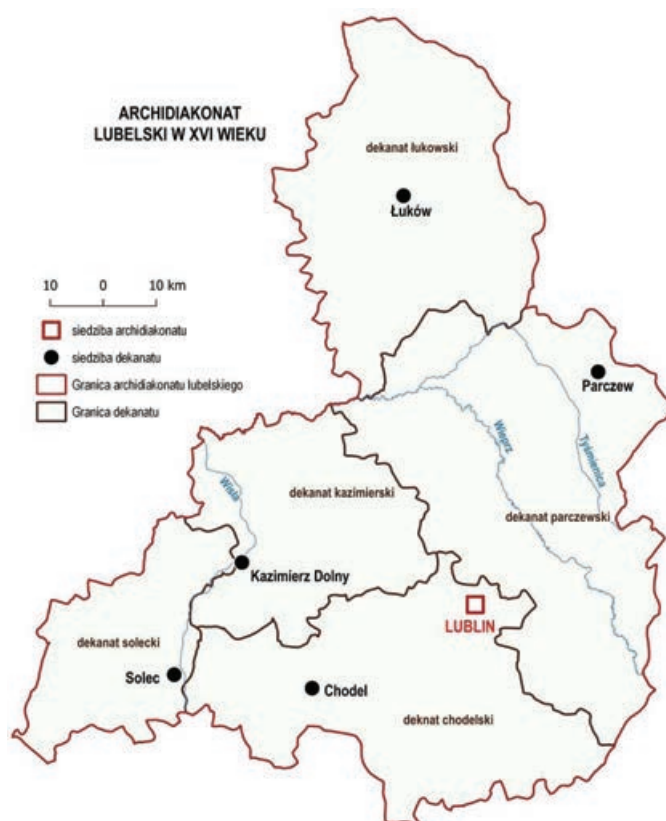 ARCHIDIAKONAT
LUBELSKI W XVI WIEKU
dekanat łukowski
Łuków
10 0 10 km
siedziba archidiakonatu
siedziba dekanatu
Granica archidiakonatu lubelskiego
Granica dekanatu
Parczew
Wieprz
Tyśmienica
Wisła
dekanat kazimierski
dekanat parczewski
Kazimierz Dolny
LUBLIN
dekanat solecki
Solec
Chodel
deknat chodelski